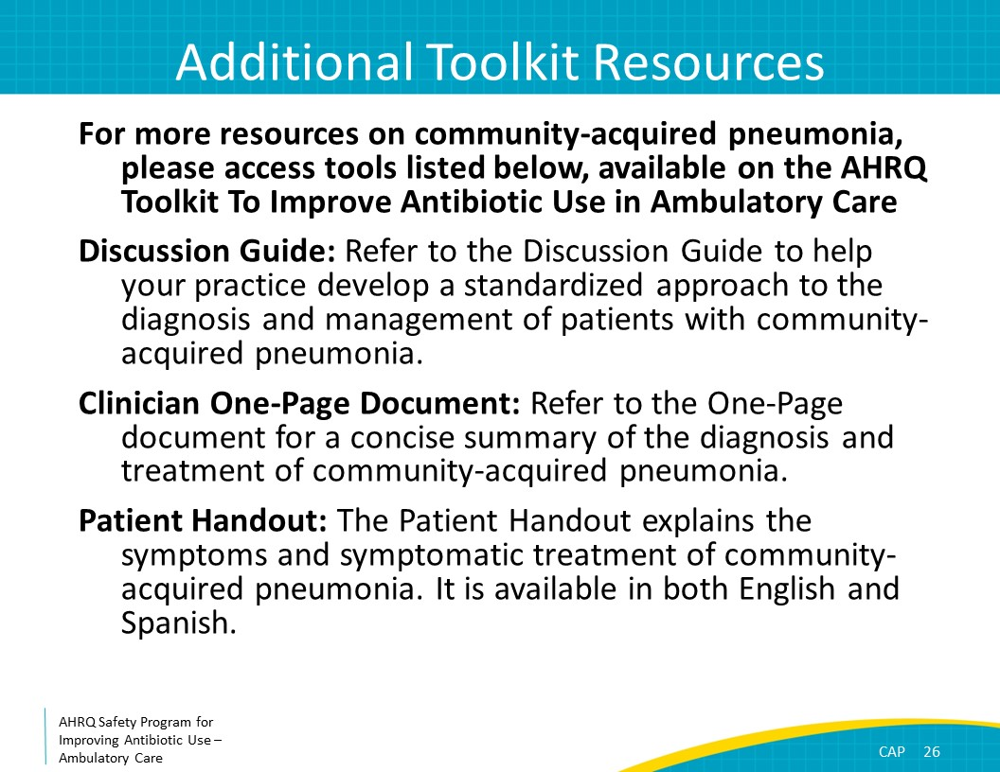 Additional Toolkit Resources
For more resources on community-acquired pneumonia,
please access tools listed below, available on the AHRQ
Toolkit To Improve Antibiotic Use in Ambulatory Care
Discussion Guide: Refer to the Discussion Guide to help
your practice develop a standardized approach to the
diagnosis and management of patients with community-
acquired pneumonia.
Clinician One-Page Document: Refer to the One-Page
document for a concise summary of the diagnosis and
treatment of community-acquired pneumonia.
Patient Handout: The Patient Handout explains the
symptoms and symptomatic treatment of community-
acquired pneumonia. It is available in both English and
Spanish.
AHRQ Safety Program for
Improving Antibiotic Use –
Ambulatory Care
CAP 26